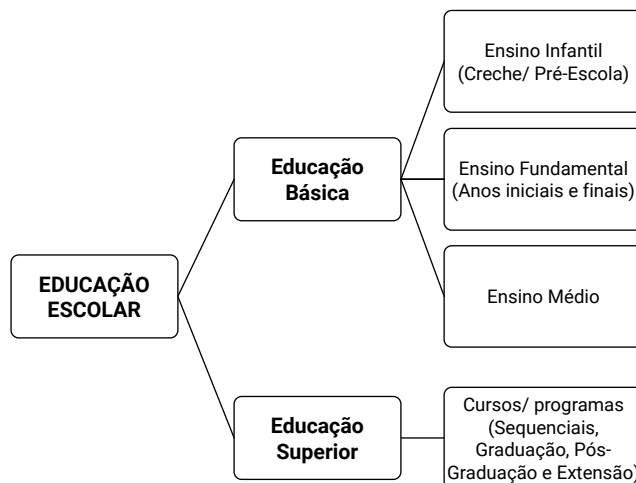 Ensino Infantil
(Creche/ Pré-Escola)
Educação
Básica
Ensino Fundamental
(Anos iniciais e finais)
EDUCAÇÃO
ESCOLAR
Ensino Médio
Educação
Superior
Cursos/ programas
(Sequenciais,
Graduação, Pós-
Graduação e Extensão)